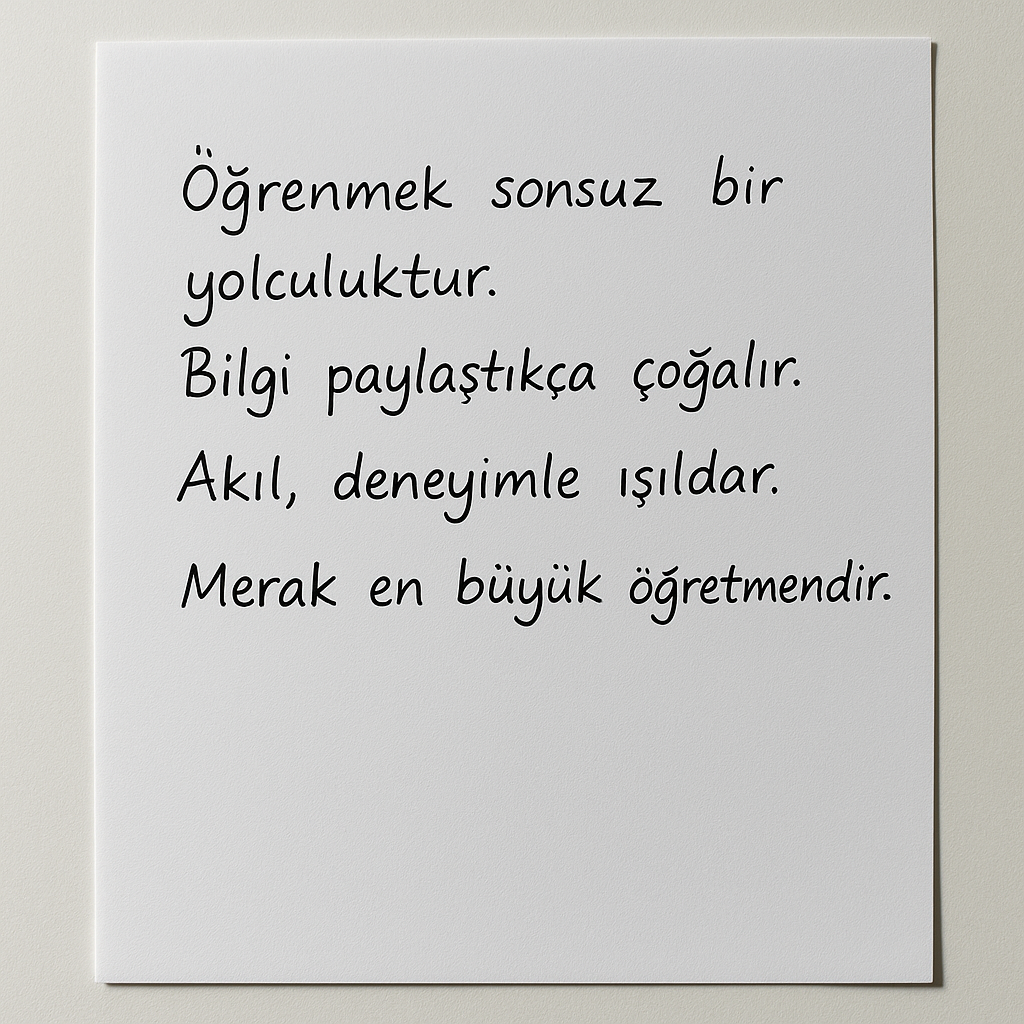 Öğrenmek sonsuz bir
yolculuktur.
Bilgi paylaştıkça çoğalır.
Akıl, deneyimle ışıldar.
Merak en büyük öğretmendir.